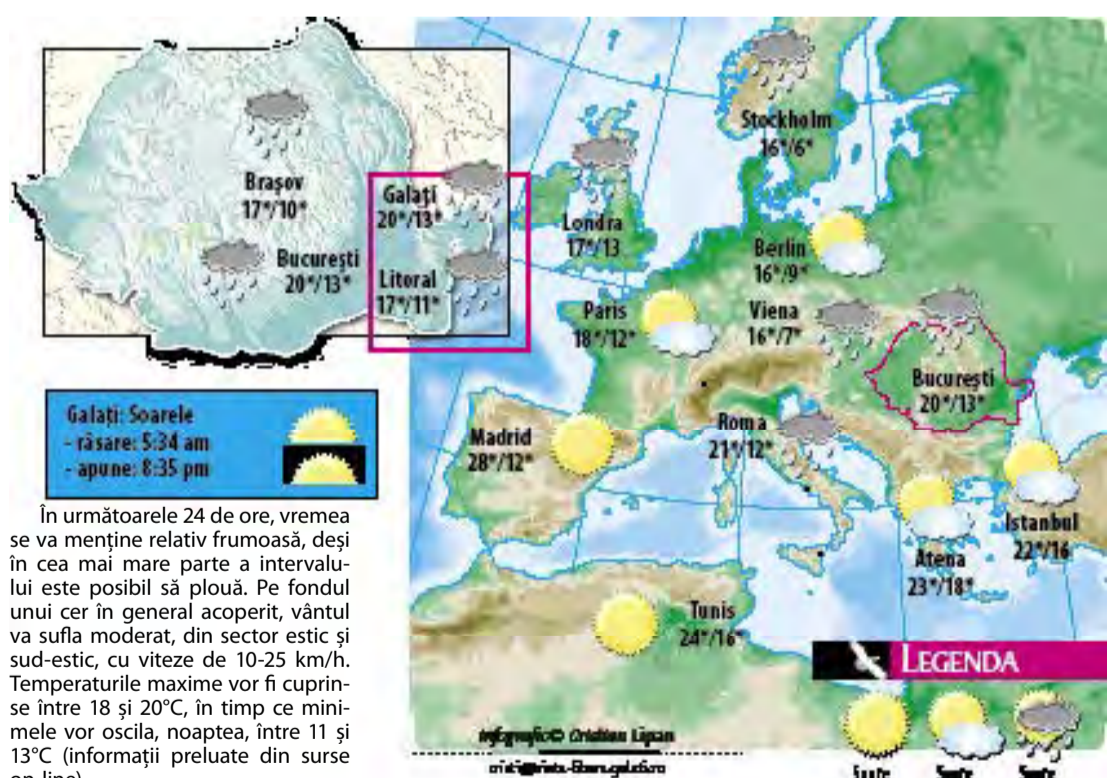 Brașov
17°/10°
București
20°/13°
Galați
20°/13°
Litoral
17°/11°
Stockholm
16°/6°
Londra
17°/13
Berlin
16°/9°
Paris
18°/12°
Viena
16°/7°
București
20°/13°
Madrid
28°/12°
Roma
21°/12°
Istanbul
22°/16
Atena
23°/18°
Tunis
24°/16°
Galați: Soarele
- răsare: 5:34 am
- apune: 8:35 pm
În următoarele 24 de ore, vremea
se va menține relativ frumoasă, deși
în cea mai mare parte a intervalu-
lui este posibil să plouă. Pe fondul
unui cer în general acoperit, vântul
va sufla moderat, din sector estic și
sud-estic, cu viteze de 10-25 km/h.
Temperaturile maxime vor fi cuprin-
se între 18 și 20°C, în timp ce mini-
mele vor oscila, noaptea, între 11 și
13°C (informații preluate din surse
on-line)
LEGENDA
Infografic© Cristian Lipan